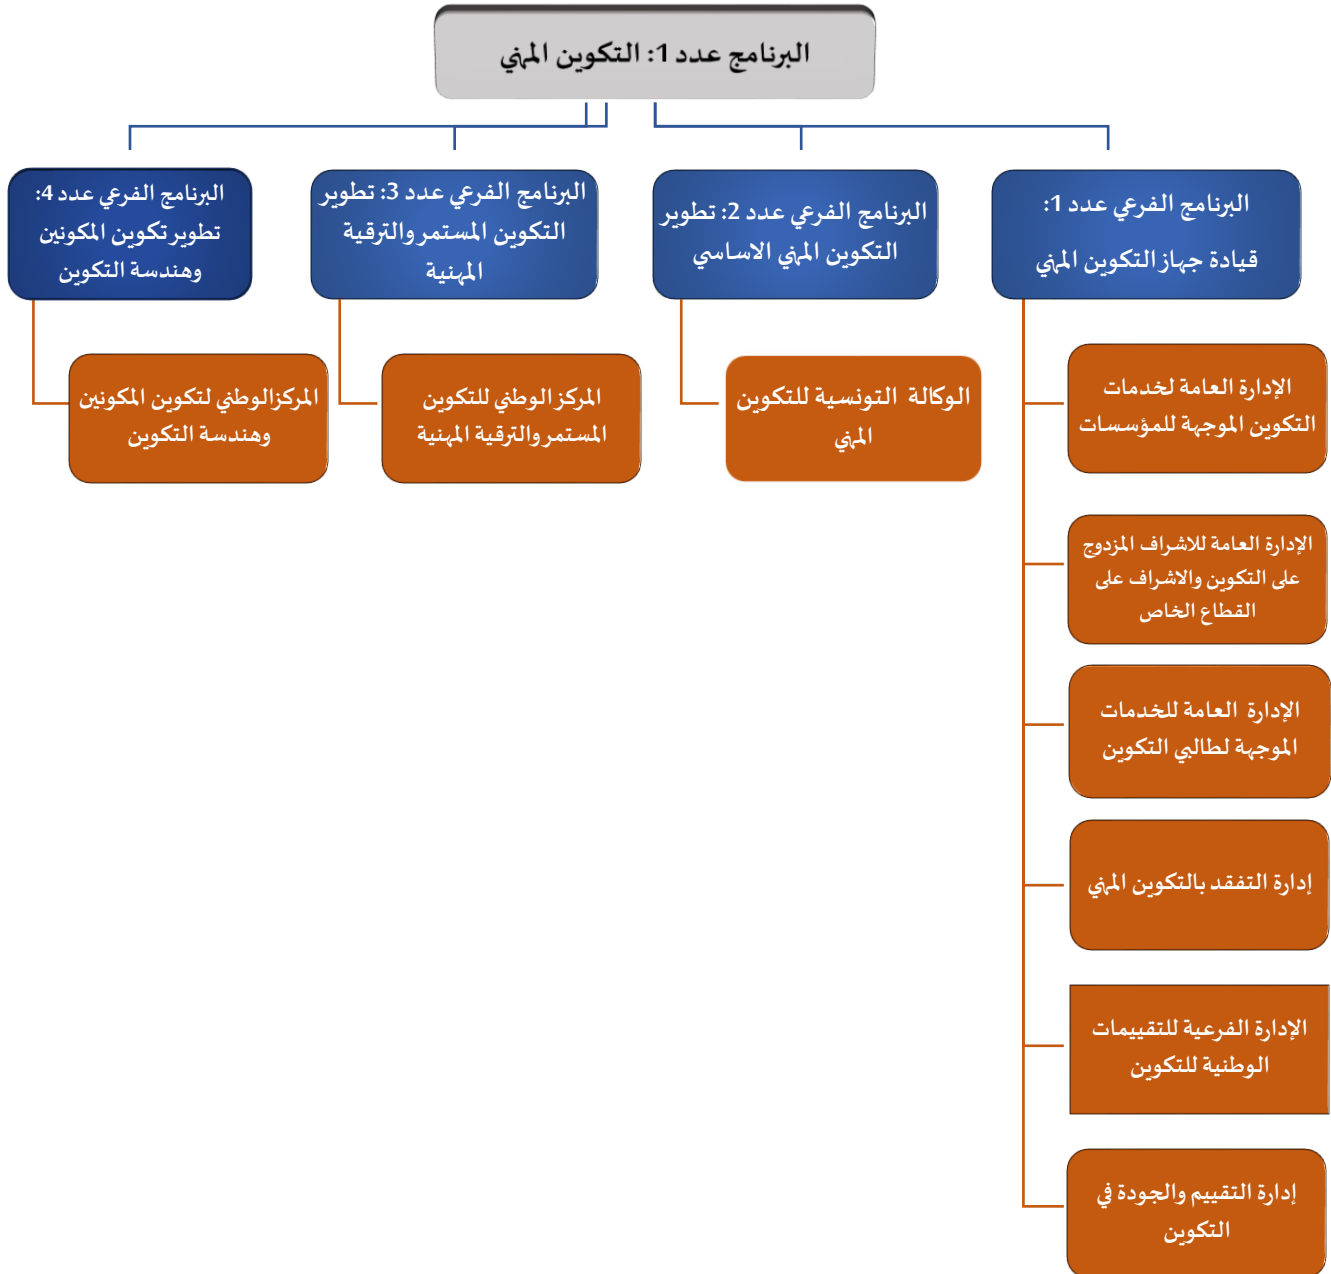 البرنامج عدد 1: التكوين المهني
البرنامج الفرعي عدد 1:
قيادة جهاز التكوين المهني
البرنامج الفرعي عدد 2: تطوير
التكوين المهني الاساسي
البرنامج الفرعي عدد 3: تطوير
التكوين المستمر والترقية
المهنية
البرنامج الفرعي عدد 4:
تطوير تكوين المكونين
وهندسة التكوين
الإدارة العامة لخدمات
التكوين الموجهة للمؤسسات
الإدارة العامة للاشراف المزدوج
على التكوين والاشراف على
القطاع الخاص
الإدارة العامة للخدمات
الموجهة لطالبي التكوين
إدارة التفقد بالتكوين المهني
الإدارة الفرعية للتقييمات
الوطنية للتكوين
إدارة التقييم والجودة في
التكوين
الوكالة التونسية للتكوين
المهني
المركز الوطني للتكوين
المستمر والترقية المهنية
المركز الوطني لتكوين المكونين
وهندسة التكوين